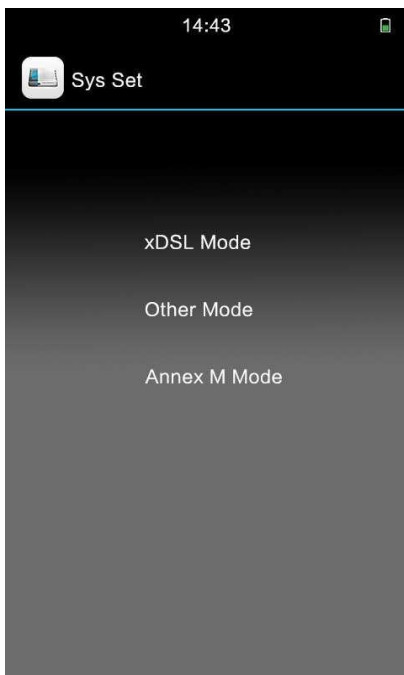 14:43
Sys Set
xDSL Mode
Other Mode
Annex M Mode